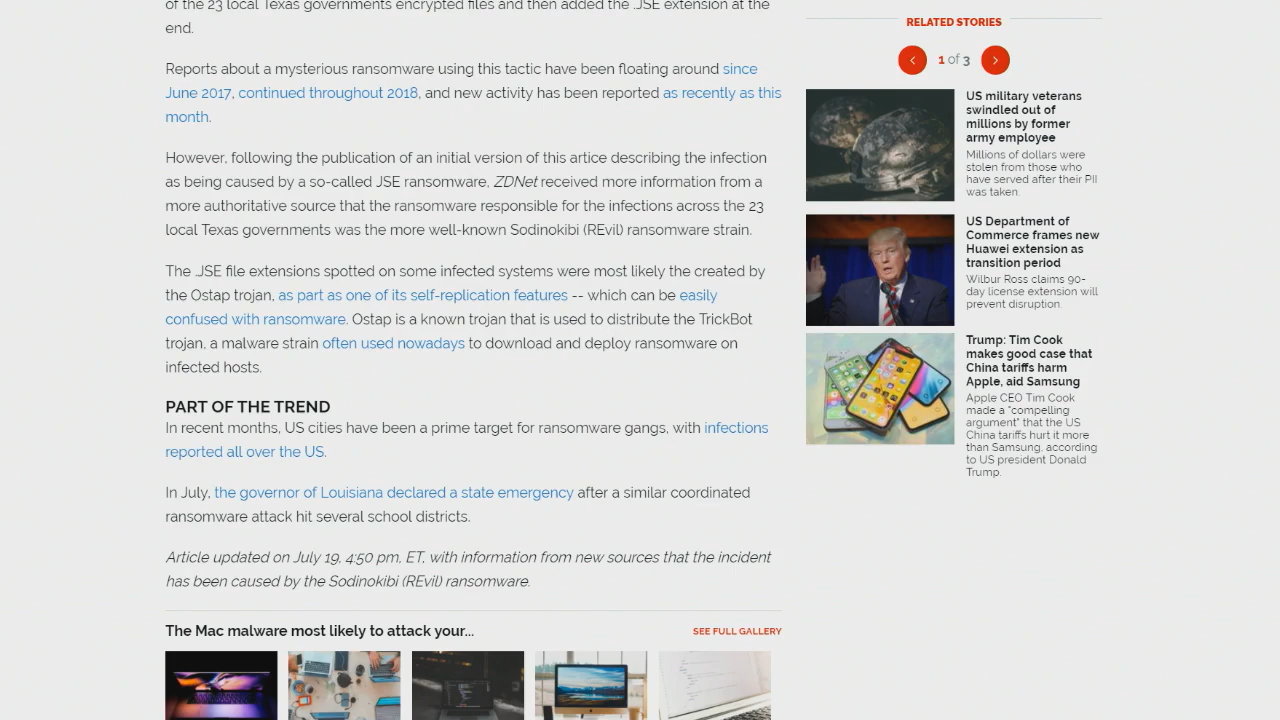 of the 23 local Texas governments encrypted files and then added the .JSE extension at the
end.
Reports about a mysterious ransomware using this tactic have been floating around since
June 2017, continued throughout 2018, and new activity has been reported as recently as this
month.
However, following the publication of an initial version of this artice describing the infection
as being caused by a so-called JSE ransomware, ZDNet received more information from a
more authoritative source that the ransomware responsible for the infections across the 23
local Texas governments was the more well-known Sodinokibi (REvil) ransomware strain.
The .JSE file extensions spotted on some infected systems were most likely the created by
the Ostap trojan, as part as one of its self-replication features -- which can be easily
confused with ransomware. Ostap is a known trojan that is used to distribute the TrickBot
trojan, a malware strain often used nowadays to download and deploy ransomware on
infected hosts.
PART OF THE TREND
In recent months, US cities have been a prime target for ransomware gangs, with infections
reported all over the US.
In July, the governor of Louisiana declared a state emergency after a similar coordinated
ransomware attack hit several school districts.
Article updated on July 19, 4:50 pm, ET, with information from new sources that the incident
has been caused by the Sodinokibi (REvil) ransomware.
The Mac malware most likely to attack your...
SEE FULL GALLERY
RELATED STORIES
1 of 3
US military veterans
swindled out of
millions by former
army employee
Millions of dollars were
stolen from those who
have served after their PII
was taken.
US Department of
Commerce frames new
Huawei extension as
transition period
Wilbur Ross claims 90-
day license extension will
prevent disruption.
Trump: Tim Cook
makes good case that
China tariffs harm
Apple, aid Samsung
Apple CEO Tim Cook
made a "compelling
argument" that the US
China tariffs hurt it more
than Samsung, according
to US president Donald
Trump.